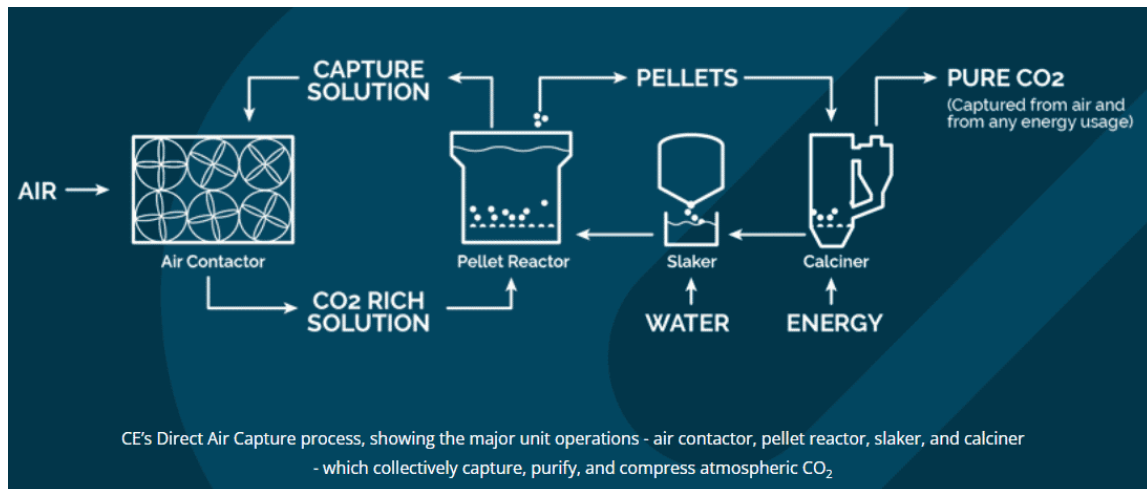 CAPTURE
SOLUTION
PELLETS
PURE CO2
(Captured from air and
from any energy usage)
AIR
Air Contactor
Pellet Reactor
Slaker
Calciner
CO2 RICH
SOLUTION
WATER
ENERGY
CE’s Direct Air Capture process, showing the major unit operations - air contactor, pellet reactor, slaker, and calciner
- which collectively capture, purify, and compress atmospheric CO₂